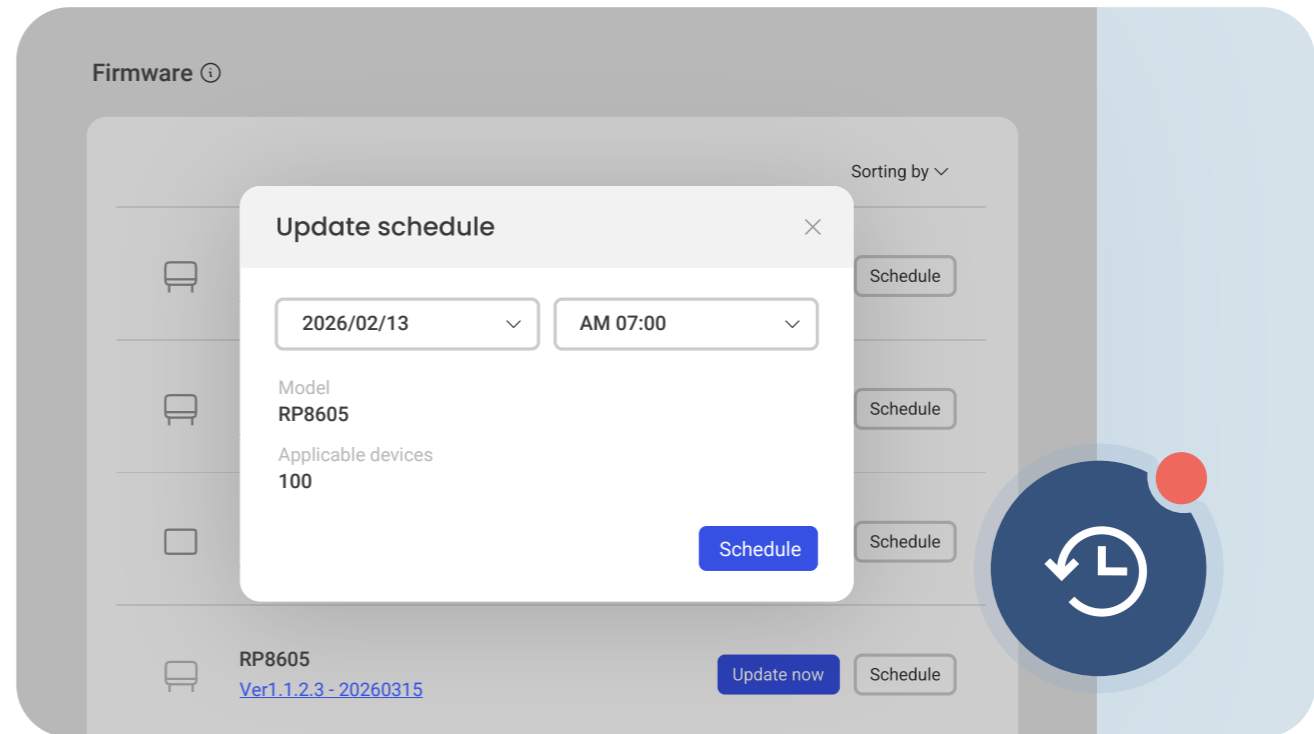 Firmware
Sorting by
Update schedule
Schedule
2026/02/13 AM 07:00
Model
RP8605
Schedule
Applicable devices
100
Schedule
Schedule
RP8605
Ver1.1.2.3 - 20260315
Update now Schedule